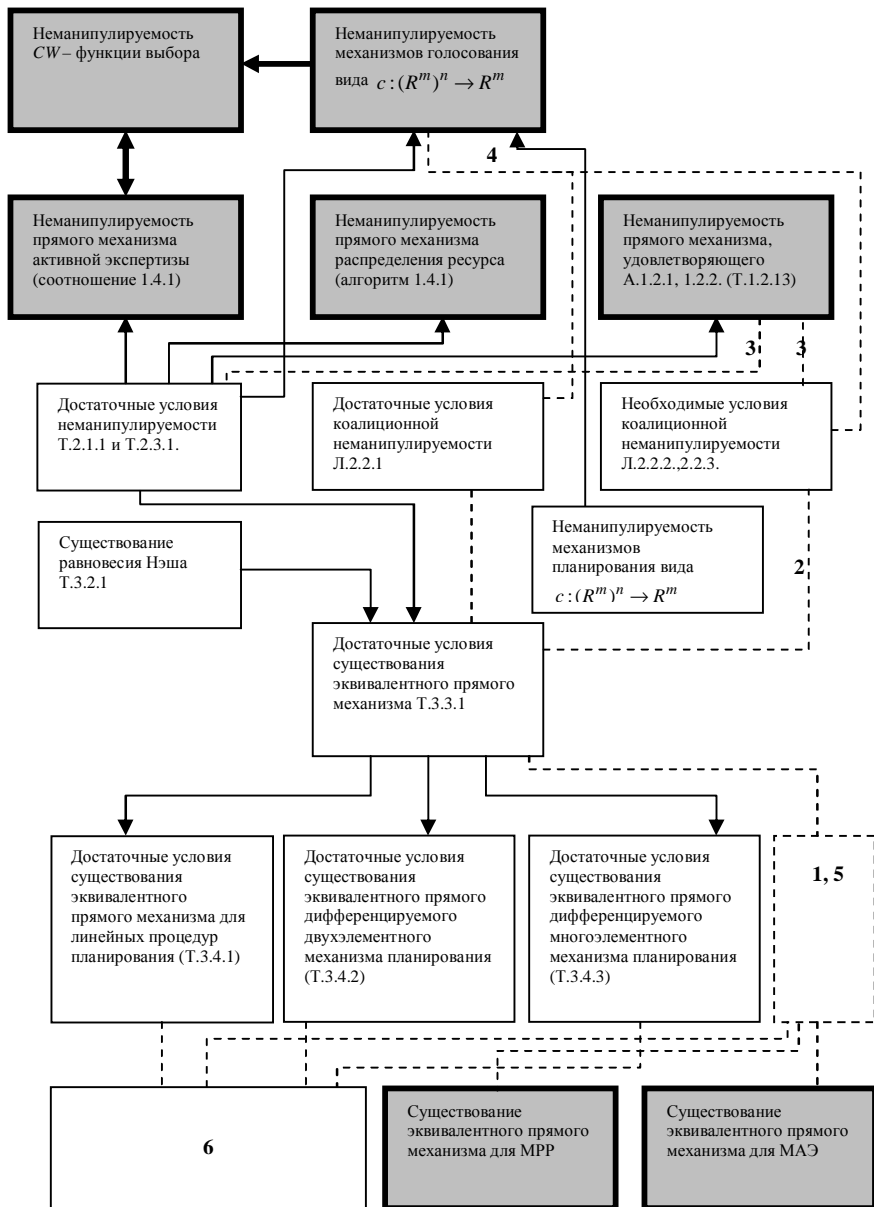 Неманипулируемость
CW – функции выбора
Неманипулируемость
механизмов голосования
вида c : (R^m)^n → R^m
4
Неманипулируемость
прямого механизма
активной экспертизы
(соотношение 1.4.1)
Неманипулируемость
прямого механизма
распределения ресурса
(алгоритм 1.4.1)
Неманипулируемость
прямого механизма,
удовлетворяющего
А.1.2.1, 1.2.2. (Т.1.2.13)
3
3
Достаточные условия
неманипулируемости
Т.2.1.1 и Т.2.3.1.
Достаточные условия
коалиционной
неманипулируемости
Л.2.2.1
Необходимые условия
коалиционной
неманипулируемости
Л.2.2.2.,2.2.3.
Существование
равновесия Нэша
Т.3.2.1
Неманипулируемость
механизмов
планирования вида
c : (R^m)^n → R^m
2
Достаточные условия
существования
эквивалентного прямого
механизма Т.3.3.1
Достаточные условия
существования
эквивалентного
прямого механизма для
линейных процедур
планирования (Т.3.4.1)
Достаточные условия
существования
эквивалентного прямого
дифференцируемого
двухэлементного
механизма планирования
(Т.3.4.2)
Достаточные условия
существования
эквивалентного прямого
дифференцируемого
многоэлементного
механизма планирования
(Т.3.4.3)
1, 5
6
Существование
эквивалентного прямого
механизма для МРР
Существование
эквивалентного прямого
механизма для МАЭ